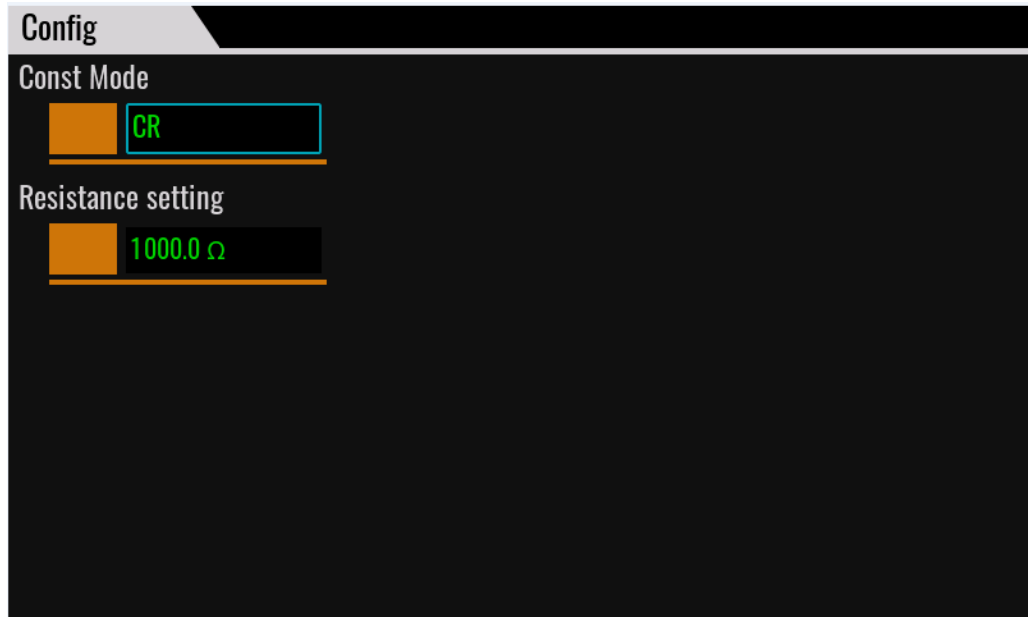 Config
Const Mode
CR
Resistance setting
1000.0 Ω